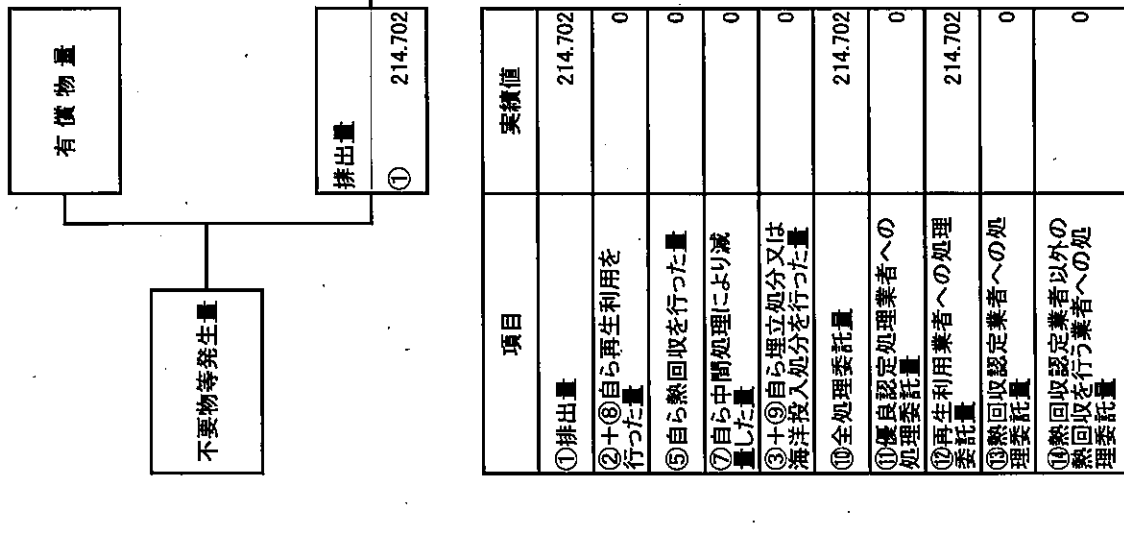 有償物量
不要物等発生量
排出量
① 214.702
項目 実績値
①排出量 214.702
②+⑧自ら再生利用を
行った量 0
⑤自ら熱回収を行った量 0
⑦自ら中間処理により減
量した量 0
③+⑨自ら埋立処分又は
海洋投入処分を行った量 0
⑩全処理委託量 214.702
⑪優良認定処理業者への
処理委託量 0
⑫再生利用業者への処理
委託量 214.702
⑬熱回収認定業者への処
理委託量 0
⑭熱回収認定業者以外の
熱回収を行う業者への処
理委託量 0